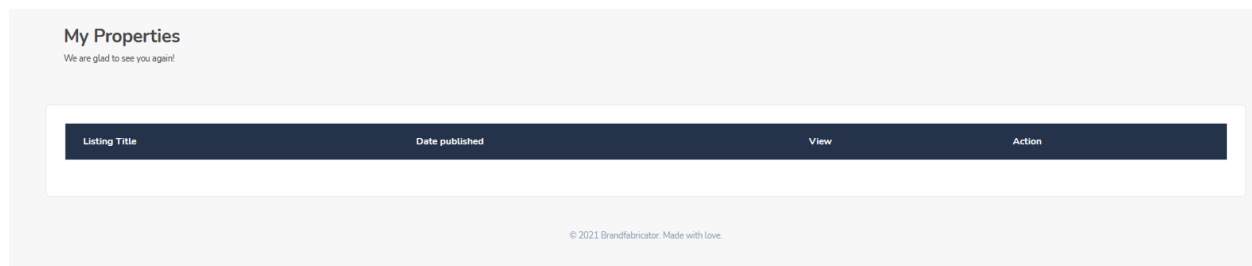 My Properties
We are glad to see you again!
Listing Title Date published View Action
© 2021 Brandfabricator. Made with love.